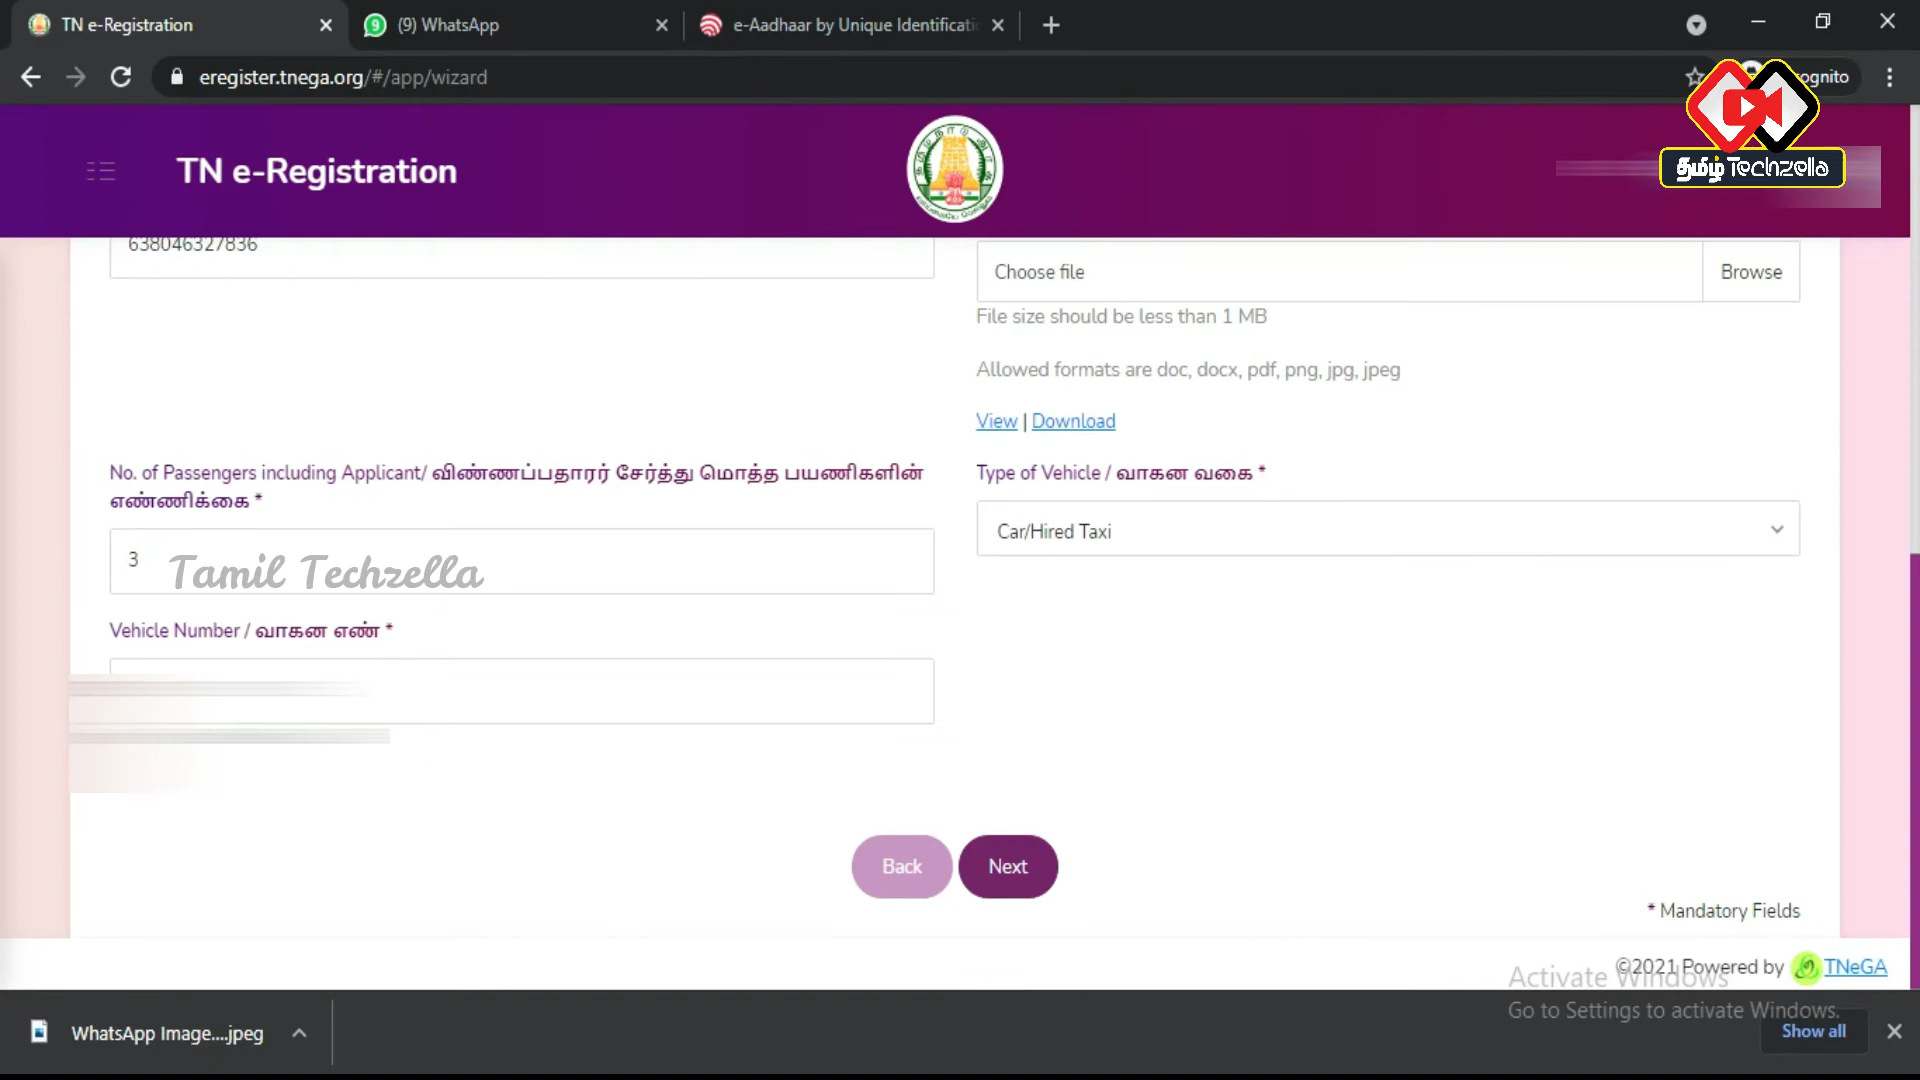 TN e-Registration
(9) WhatsApp
e-Aadhaar by Unique Identificati
eregister.tnega.org/#/app/wizard
TN e-Registration
தமிழ் Techzella
638046327836
Choose file
Browse
File size should be less than 1 MB
Allowed formats are doc, docx, pdf, png, jpg, jpeg
View | Download
No. of Passengers including Applicant/ விண்ணப்பதாரர் சேர்த்து மொத்த பயணிகளின்
எண்ணிக்கை *
Type of Vehicle / வாகன வகை *
3
Tamil Techzella
Car/Hired Taxi
Vehicle Number / வாகன எண் *
Back
Next
* Mandatory Fields
©2021 Powered by TNeGA
Activate Windows
Go to Settings to activate Windows.
WhatsApp Image....jpeg
Show all